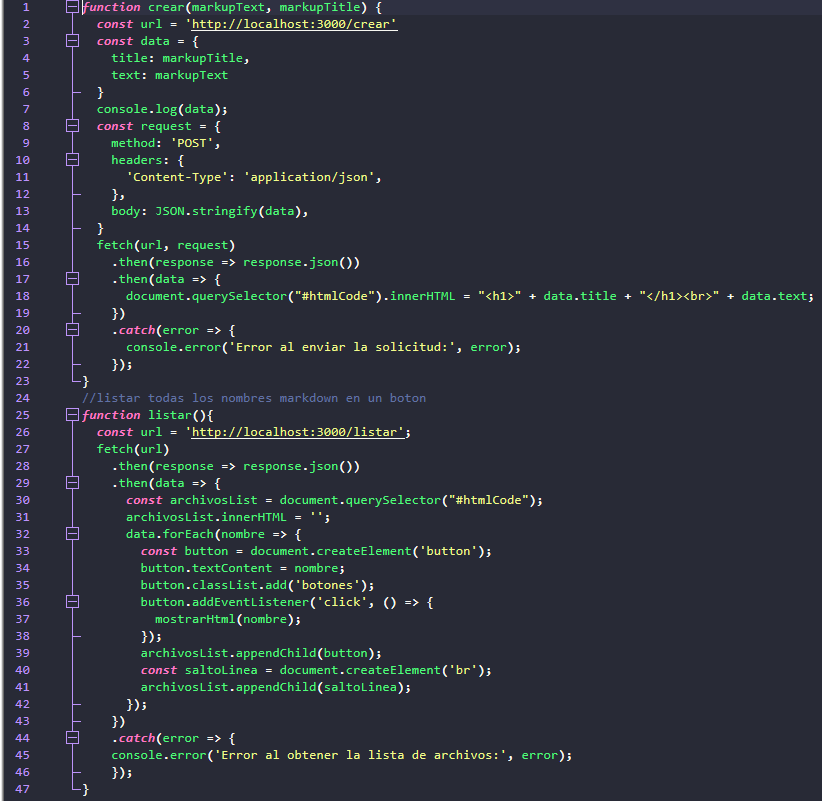 1 function crear(markupText, markupTitle) {
2 const url = 'http://localhost:3000/crear'
3 const data = {
4 title: markupTitle,
5 text: markupText
6 }
7 console.log(data);
8 const request = {
9 method: 'POST',
10 headers: {
11 'Content-Type': 'application/json',
12 },
13 body: JSON.stringify(data),
14 }
15 fetch(url, request)
16 .then(response => response.json())
17 .then(data => {
18 document.querySelector("#htmlCode").innerHTML = "<h1>" + data.title + "</h1><br>" + data.text;
19 })
20 .catch(error => {
21 console.error('Error al enviar la solicitud:', error);
22 });
23 }
24 //listar todas los nombres markdown en un boton
25 function listar(){
26 const url = 'http://localhost:3000/listar';
27 fetch(url)
28 .then(response => response.json())
29 .then(data => {
30 const archivosList = document.querySelector("#htmlCode");
31 archivosList.innerHTML = '';
32 data.forEach(nombre => {
33 const button = document.createElement('button');
34 button.textContent = nombre;
35 button.classList.add('botones');
36 button.addEventListener('click', () => {
37 mostrarHtml(nombre);
38 });
39 archivosList.appendChild(button);
40 const saltoLinea = document.createElement('br');
41 archivosList.appendChild(saltoLinea);
42 });
43 })
44 .catch(error => {
45 console.error('Error al obtener la lista de archivos:', error);
46 });
47 }